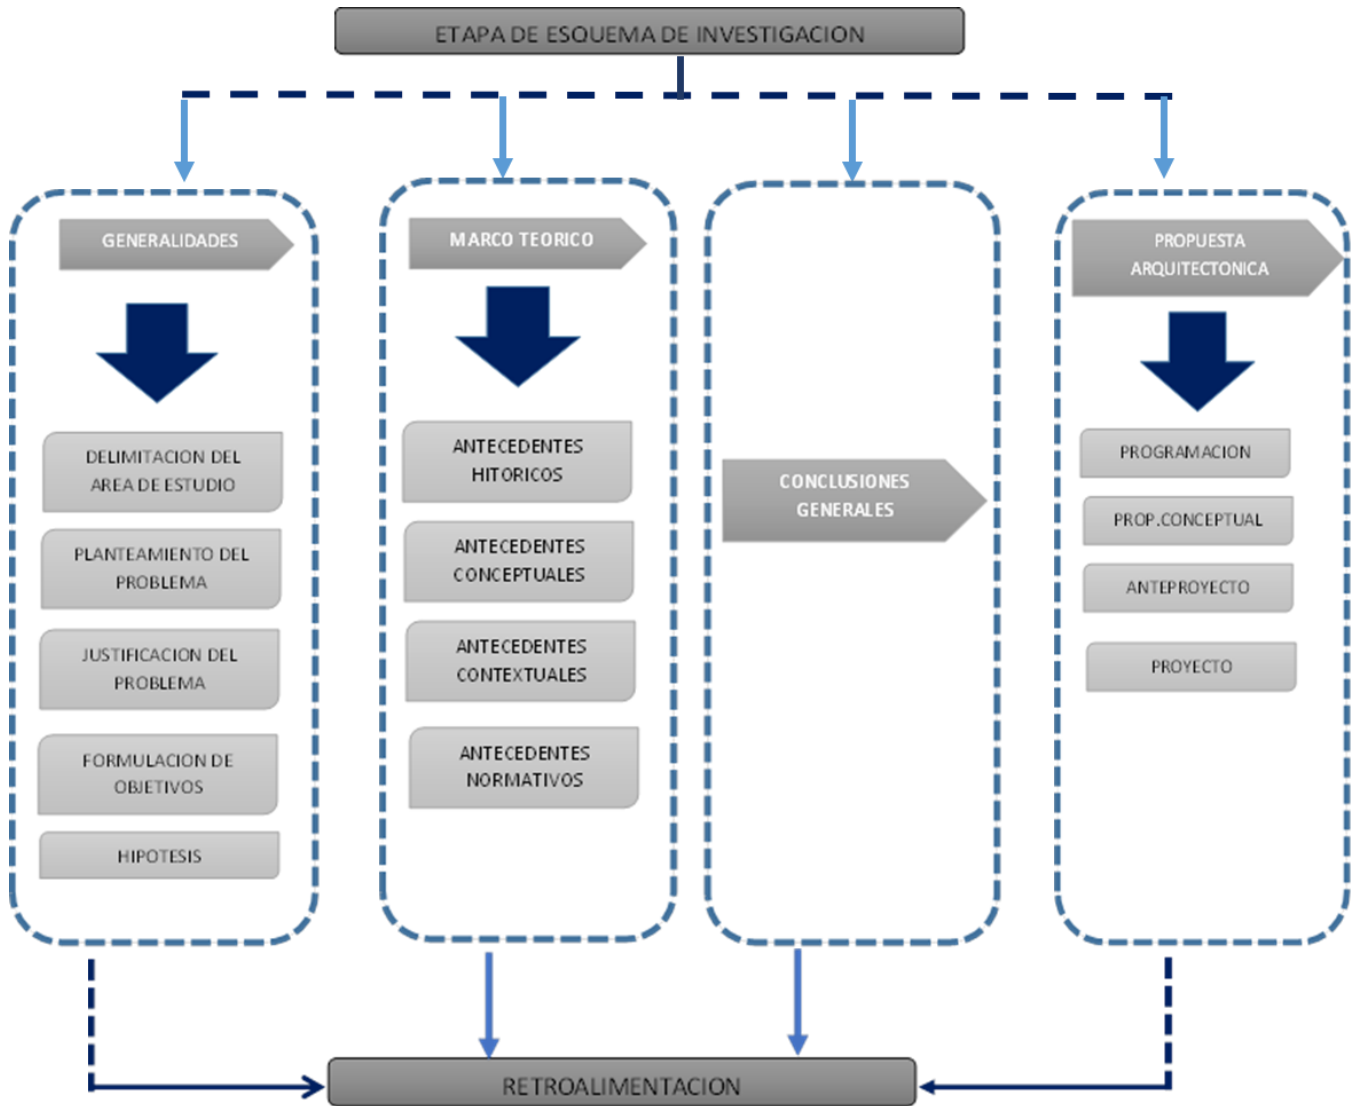 ETAPA DE ESQUEMA DE INVESTIGACION
GENERALIDADES
DELIMITACION DEL
AREA DE ESTUDIO
PLANTEAMIENTO DEL
PROBLEMA
JUSTIFICACION DEL
PROBLEMA
FORMULACION DE
OBJETIVOS
HIPOTESIS
MARCO TEORICO
ANTECEDENTES
HITORICOS
ANTECEDENTES
CONCEPTUALES
ANTECEDENTES
CONTEXTUALES
ANTECEDENTES
NORMATIVOS
CONCLUSIONES
GENERALES
PROPUESTA
ARQUITECTONICA
PROGRAMACION
PROP.CONCEPTUAL
ANTEPROYECTO
PROYECTO
RETROALIMENTACION